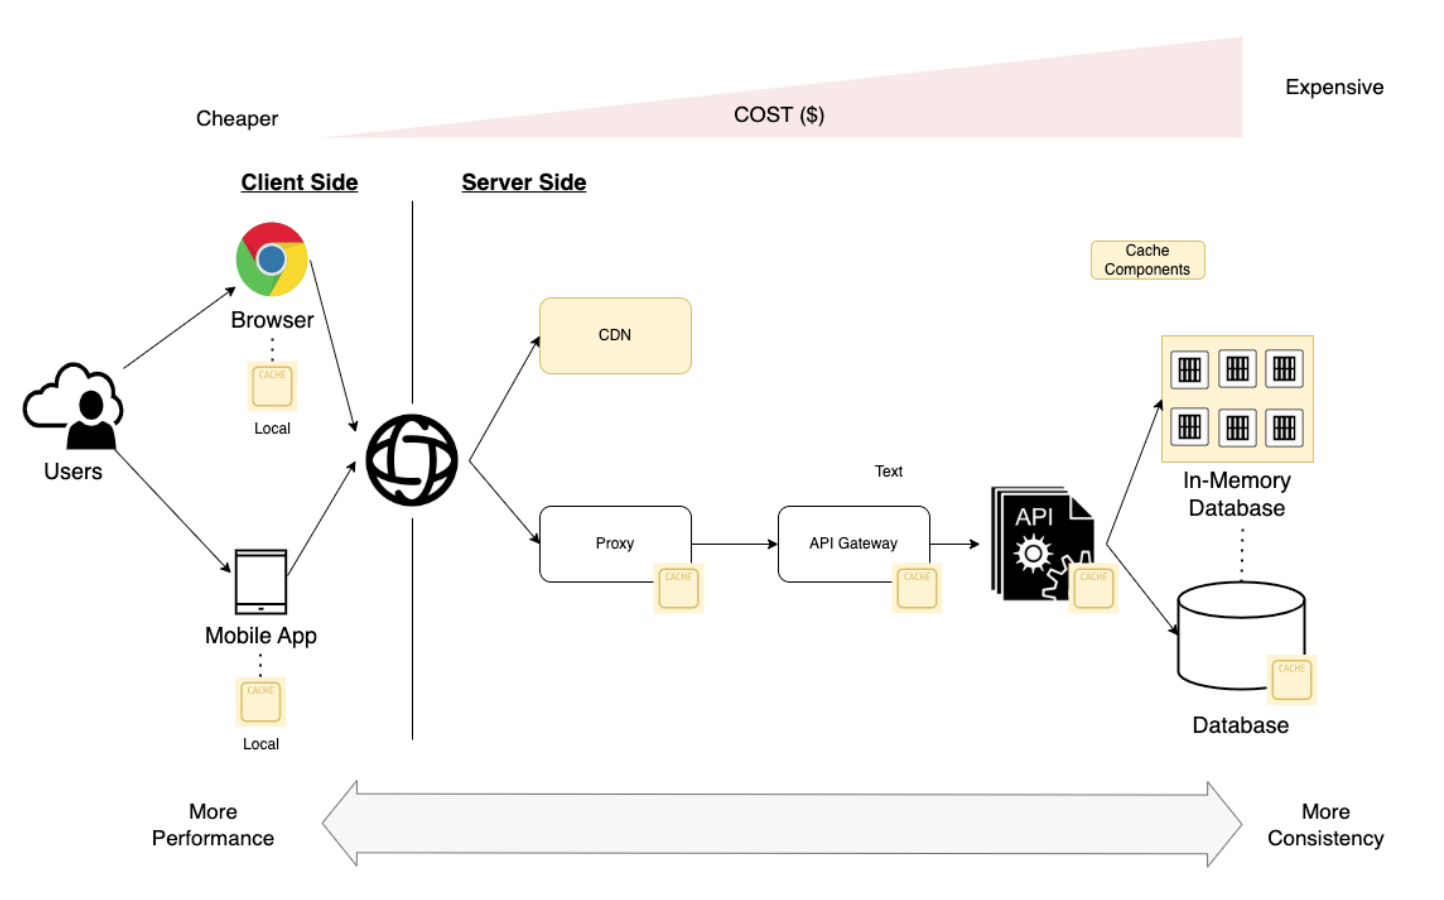 Expensive
Cheaper
COST ($)
Client Side
Server Side
Cache
Components
Browser
CACHE
Local
CDN
Users
Text
In-Memory
Database
Proxy
CACHE
API Gateway
CACHE
API
CACHE
Mobile App
CACHE
Local
CACHE
Database
More
Performance
More
Consistency